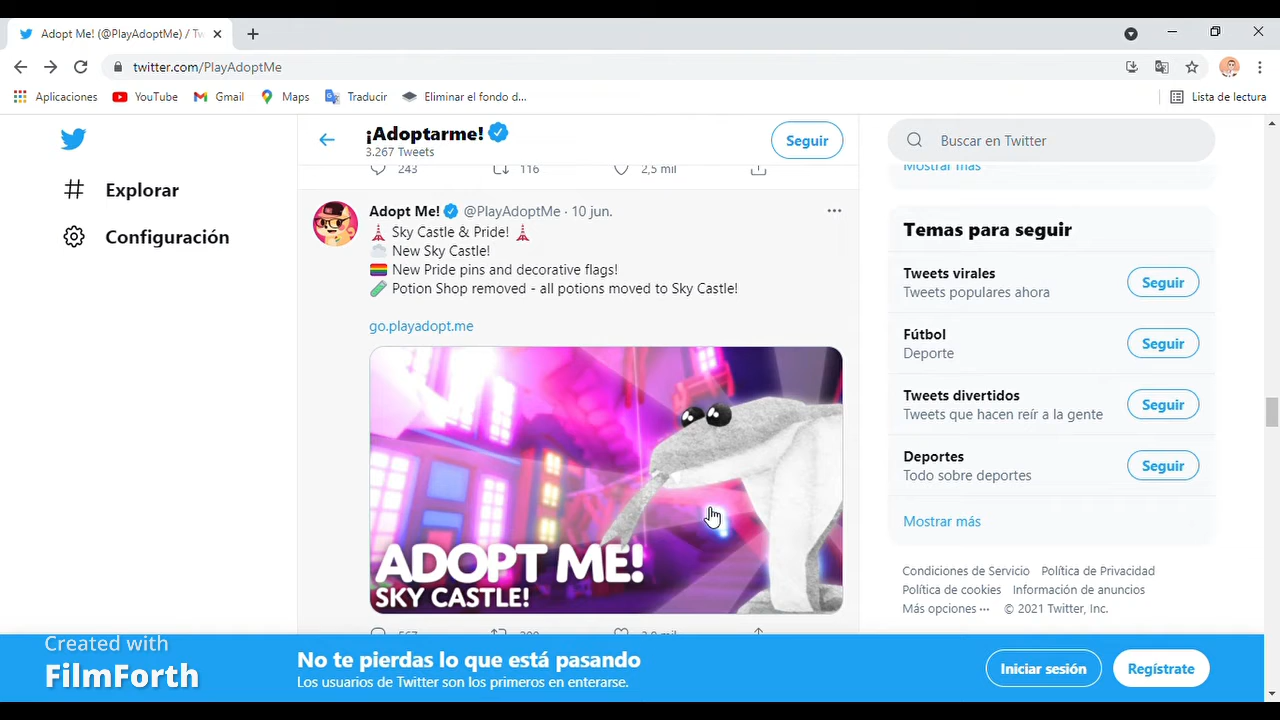 Adopt Me! (@PlayAdoptMe) / Tw
twitter.com/PlayAdoptMe
Aplicaciones
YouTube
Gmail
Maps
Traducir
Eliminar el fondo d...
Lista de lectura
Explorar
Configuración
¡Adoptarme!
3.267 Tweets
Seguir
243
116
2,5 mil
Adopt Me! @PlayAdoptMe · 10 jun.
Sky Castle & Pride!
New Sky Castle!
New Pride pins and decorative flags!
Potion Shop removed - all potions moved to Sky Castle!
go.playadopt.me
ADOPT ME!
SKY CASTLE!
Buscar en Twitter
Mostrar más
Temas para seguir
Tweets virales
Tweets populares ahora
Seguir
Fútbol
Deporte
Seguir
Tweets divertidos
Tweets que hacen reír a la gente
Seguir
Deportes
Todo sobre deportes
Seguir
Mostrar más
Condiciones de Servicio Política de Privacidad
Política de cookies Información de anuncios
Más opciones ··· © 2021 Twitter, Inc.
Created with
FilmForth
No te pierdas lo que está pasando
Los usuarios de Twitter son los primeros en enterarse.
Iniciar sesión
Regístrate